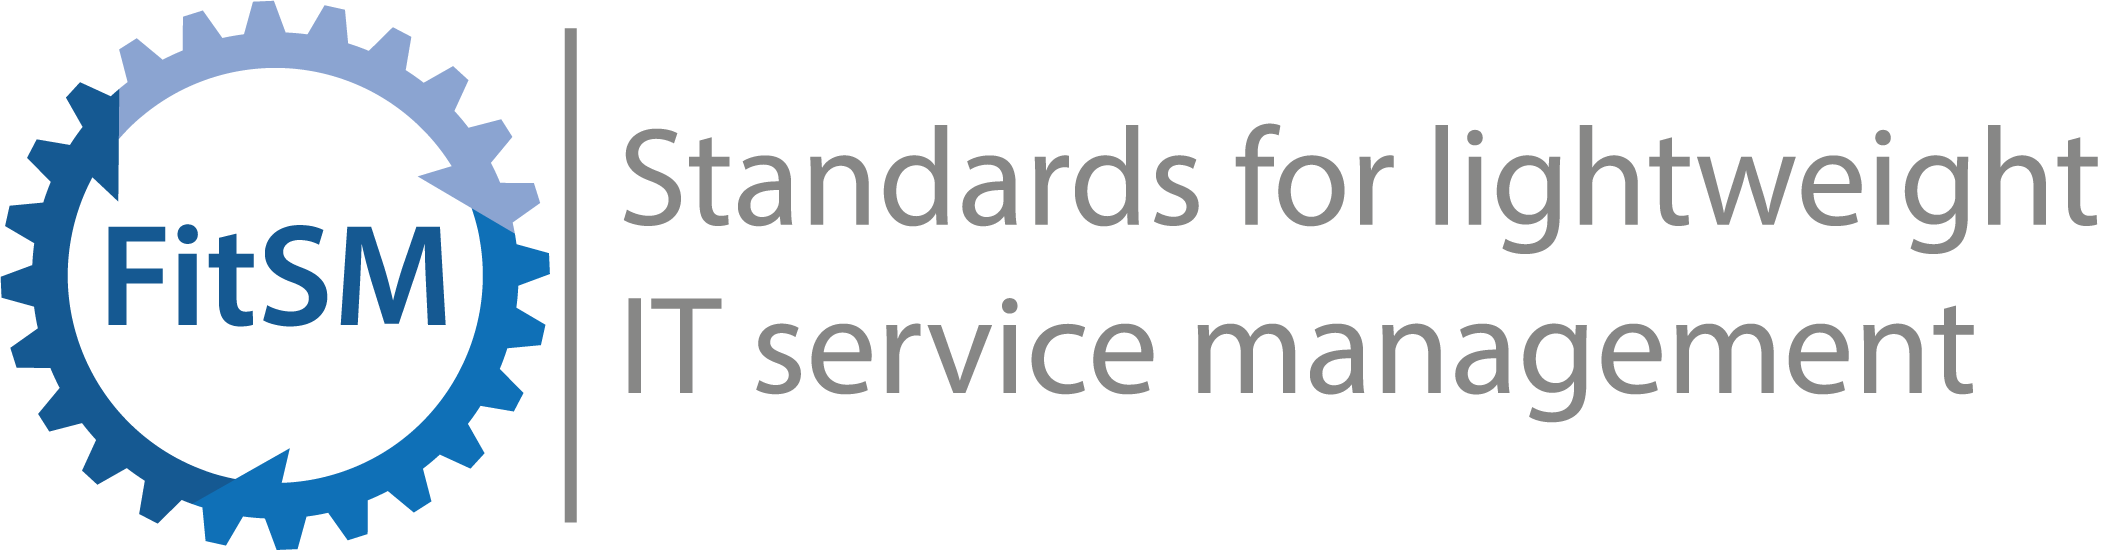 FitSM
Standards for lightweight
IT service management